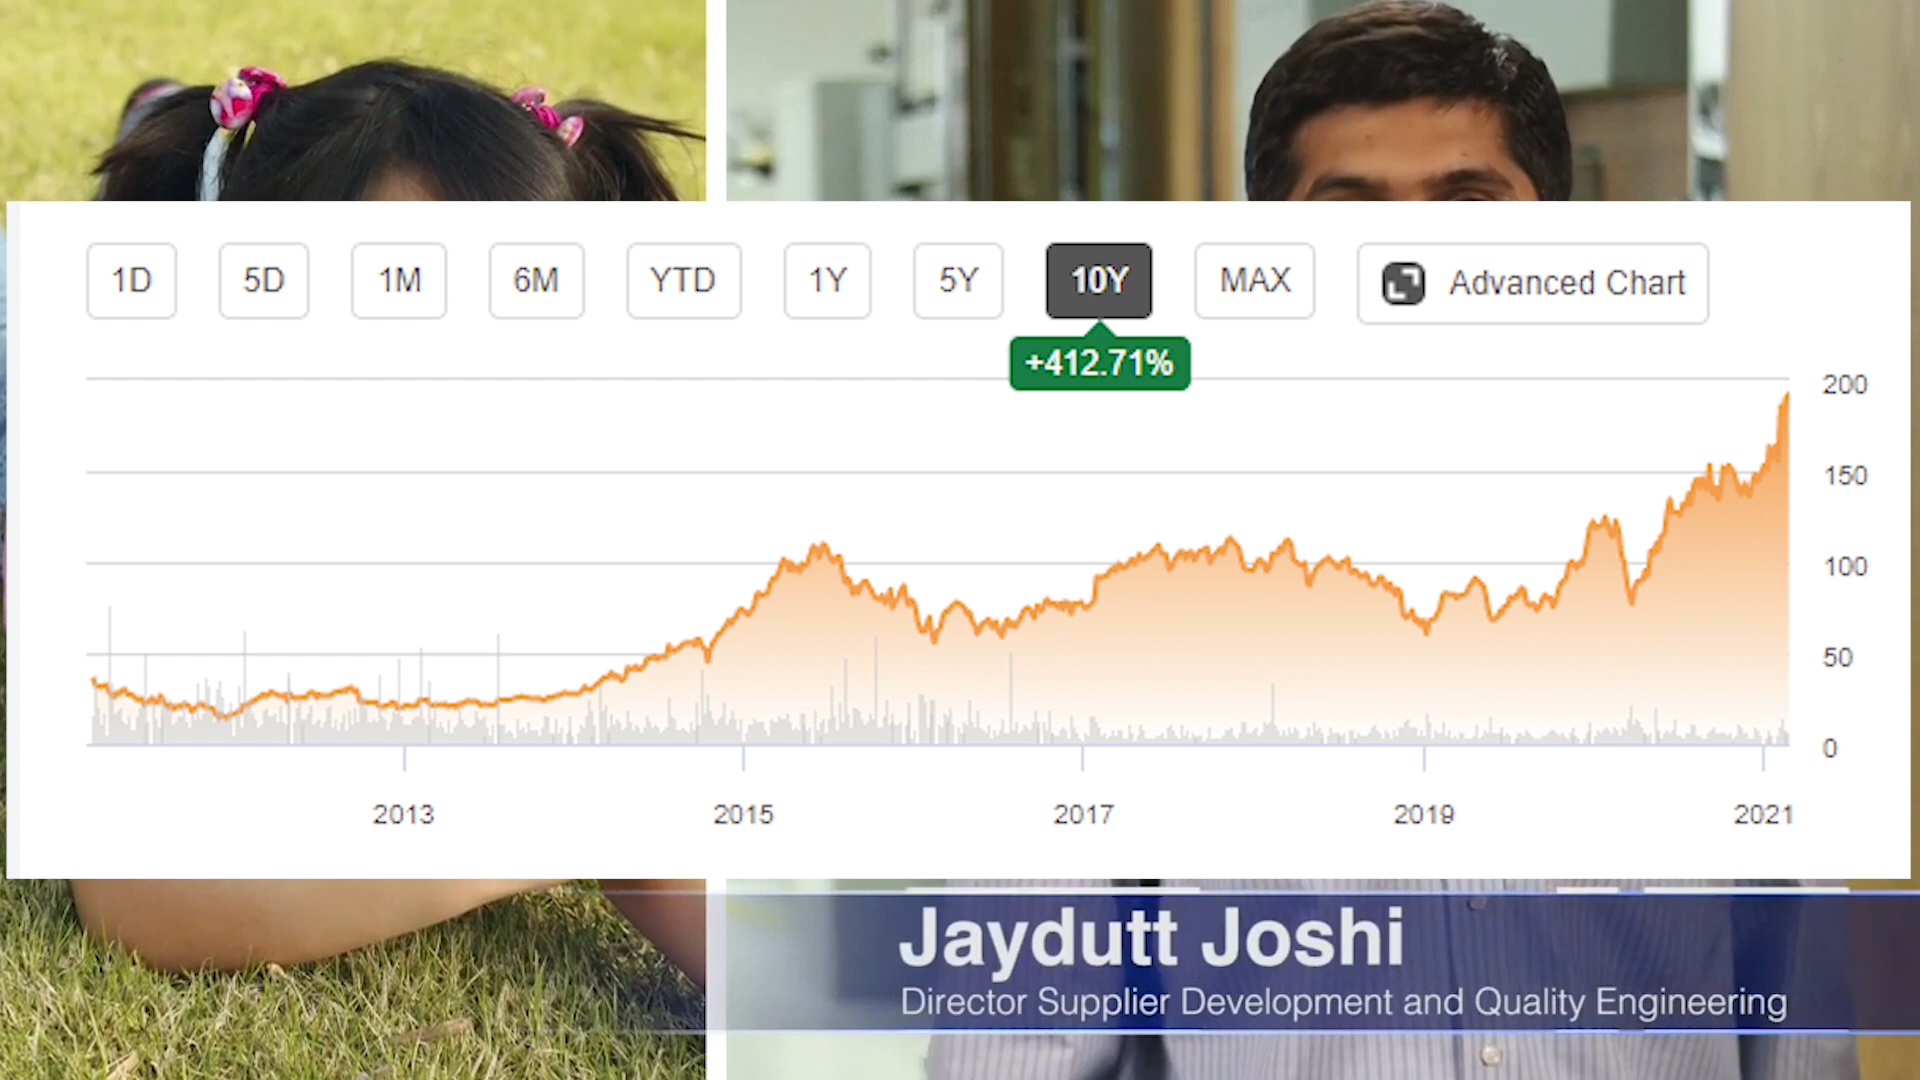 1D 5D 1M 6M YTD 1Y 5Y 10Y MAX Advanced Chart
+412.71%
200
150
100
50
0
2013 2015 2017 2019 2021
Jaydutt Joshi
Director Supplier Development and Quality Engineering